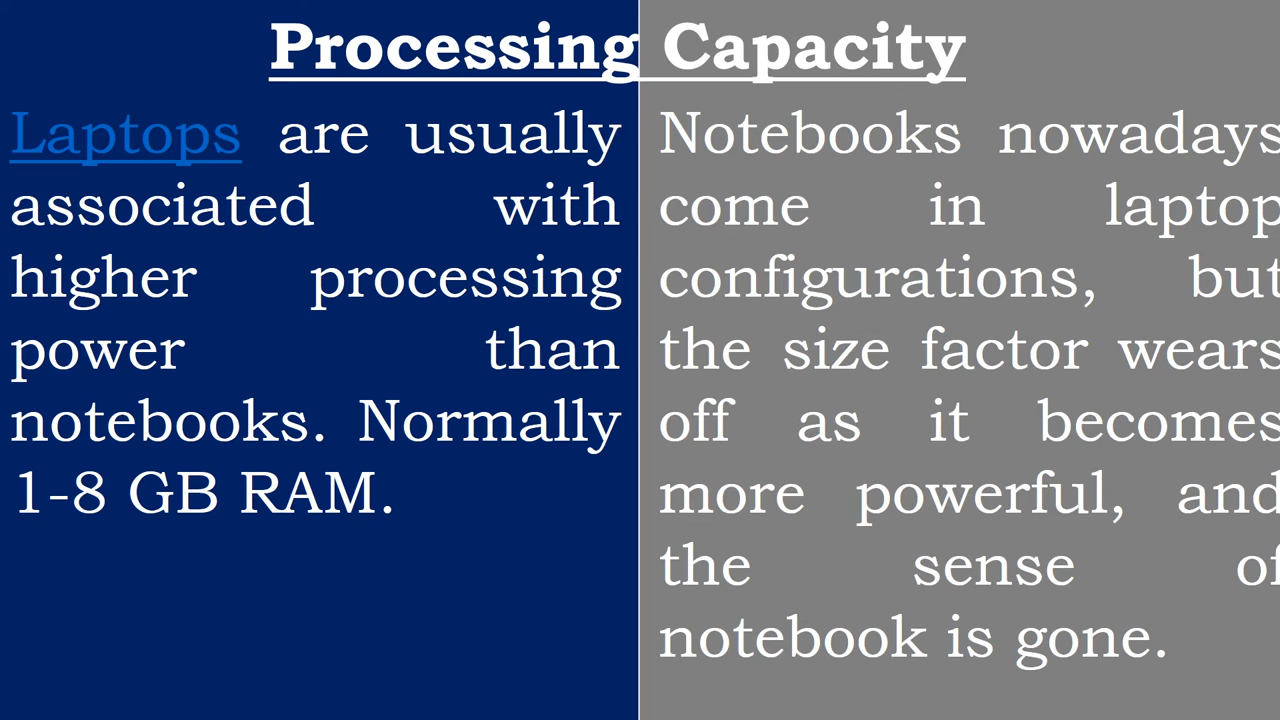 Processing Capacity
Laptops are usually
associated with
higher processing
power than
notebooks. Normally
1-8 GB RAM.
Notebooks nowadays
come in laptop
configurations, but
the size factor wears
off as it becomes
more powerful, and
the sense of
notebook is gone.